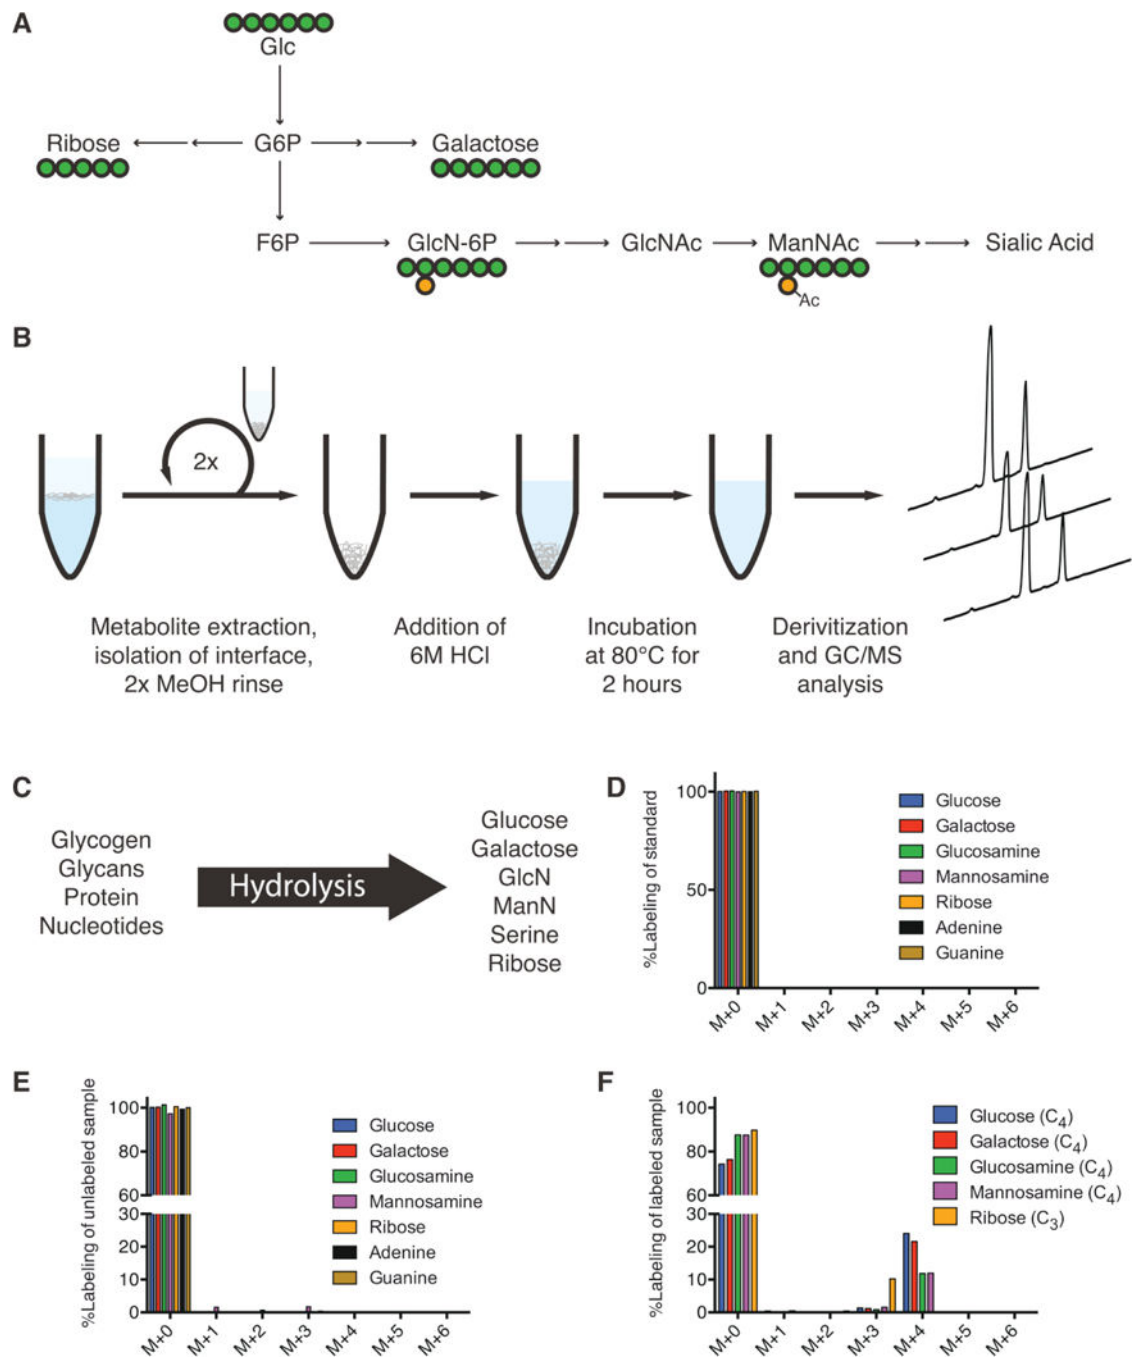 A
Glc
Ribose
G6P
Galactose
F6P
GlcN-6P
GlcNAc
ManNAc
Sialic Acid
Ac
B
2x
Metabolite extraction,
isolation of interface,
2x MeOH rinse
Addition of
6M HCl
Incubation
at 80°C for
2 hours
Derivitization
and GC/MS
analysis
C
Glycogen
Glycans
Protein
Nucleotides
Hydrolysis
Glucose
Galactose
GlcN
ManN
Serine
Ribose
D
%Labeling of standard
100
50
0
M+0
M+1
M+2
M+3
M+4
M+5
M+6
Glucose
Galactose
Glucosamine
Mannosamine
Ribose
Adenine
Guanine
E
%Labeling of unlabeled sample
100
80
60
30
20
10
0
M+0
M+1
M+2
M+3
M+4
M+5
M+6
Glucose
Galactose
Glucosamine
Mannosamine
Ribose
Adenine
Guanine
F
%Labeling of labeled sample
100
80
60
30
20
10
0
M+0
M+1
M+2
M+3
M+4
M+5
M+6
Glucose (C₄)
Galactose (C₄)
Glucosamine (C₄)
Mannosamine (C₄)
Ribose (C₃)